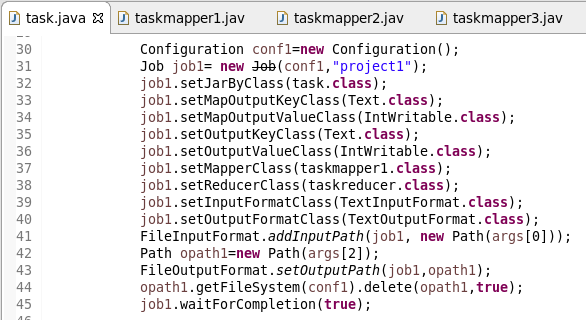 task.java taskmapper1.jav taskmapper2.jav taskmapper3.jav
30 Configuration conf1=new Configuration();
31 Job job1= new Job(conf1,"project1");
32 job1.setJarByClass(task.class);
33 job1.setMapOutputKeyClass(Text.class);
34 job1.setMapOutputValueClass(IntWritable.class);
35 job1.setOutputKeyClass(Text.class);
36 job1.setOutputValueClass(IntWritable.class);
37 job1.setMapperClass(taskmapper1.class);
38 job1.setReducerClass(taskreducer.class);
39 job1.setInputFormatClass(TextInputFormat.class);
40 job1.setOutputFormatClass(TextOutputFormat.class);
41 FileInputFormat.addInputPath(job1, new Path(args[0]));
42 Path opath1=new Path(args[2]);
43 FileOutputFormat.setOutputPath(job1,opath1);
44 opath1.getFileSystem(conf1).delete(opath1,true);
45 job1.waitForCompletion(true);